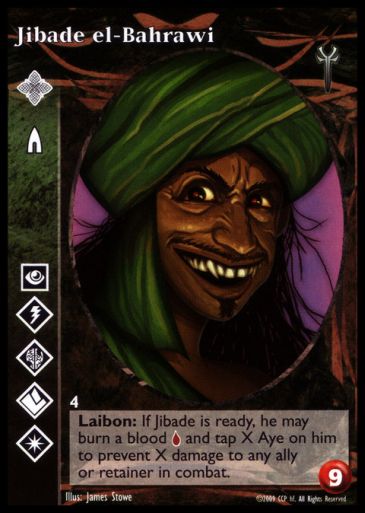 Jibade el-Bahrawi
4
Laibon: If Jibade is ready, he may
burn a blood and tap X Aye on him
to prevent X damage to any ally
or retainer in combat.
9
Illus: James Stowe
©2009 CCP hf. All Rights Reserved